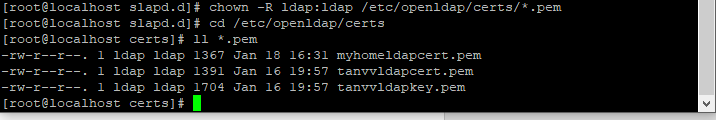 [root@localhost slapd.d]# chown -R ldap:ldap /etc/openldap/certs/*.pem
[root@localhost slapd.d]# cd /etc/openldap/certs
[root@localhost certs]# ll *.pem
-rw-r--r--. 1 ldap ldap 1367 Jan 18 16:31 myhomeldapcert.pem
-rw-r--r--. 1 ldap ldap 1391 Jan 16 19:57 tanvvldapcert.pem
-rw-r--r--. 1 ldap ldap 1704 Jan 16 19:57 tanvvldapkey.pem
[root@localhost certs]#